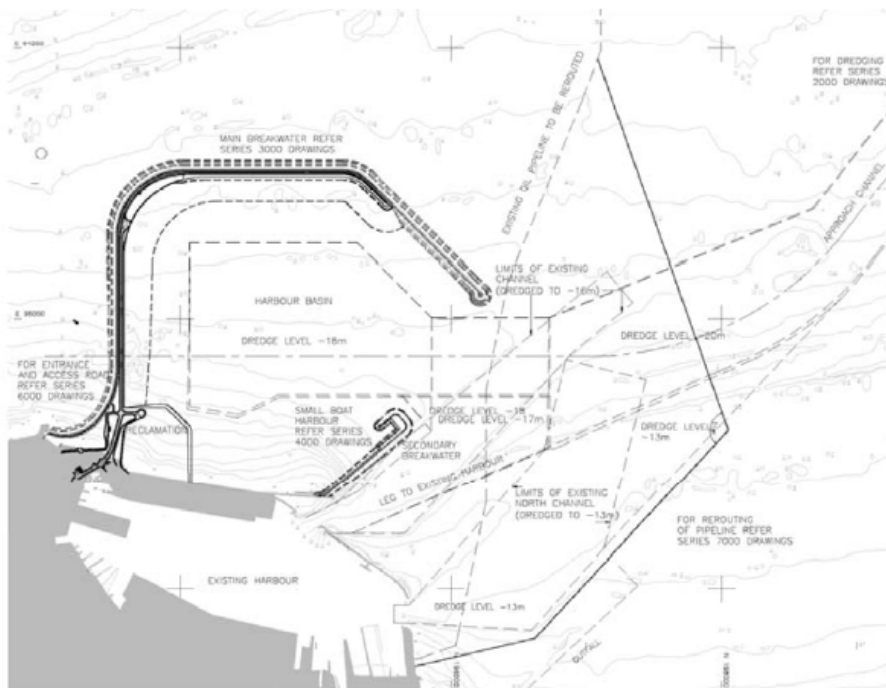 FOR DREDGING
REFER SERIES
2000 DRAWINGS
MAIN BREAKWATER REFER
SERIES 3000 DRAWINGS
EXISTING OIL PIPELINE TO BE REROUTED
APPROACH CHANNEL
LIMITS OF EXISTING
CHANNEL
(DREDGED TO -16m)
HARBOUR BASIN
DREDGE LEVEL -18m
DREDGE LEVEL -20m
FOR ENTRANCE
AND ACCESS ROAD
REFER SERIES
6000 DRAWINGS
RECLAMATION
SMALL BOAT
HARBOUR
REFER SERIES
4000 DRAWINGS
DREDGE LEVEL -18
DREDGE LEVEL -17m
SECONDARY
BREAKWATER
DREDGE LEVEL
-13m
LEG TO EXISTING HARBOUR
LIMITS OF EXISTING
NORTH CHANNEL
(DREDGED TO -13m)
FOR REROUTING
OF PIPELINE REFER
SERIES 7000 DRAWINGS
EXISTING HARBOUR
DREDGE LEVEL -13m
OUTFALL